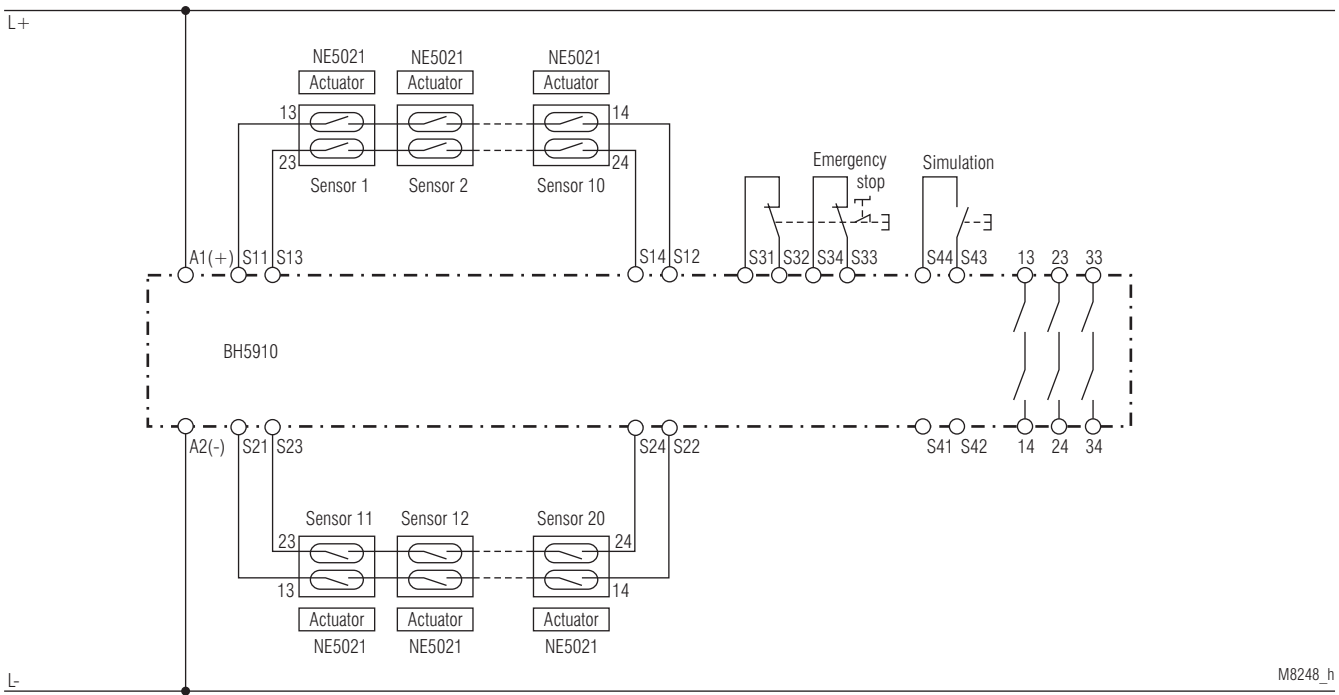 L+
NE5021 NE5021 NE5021
Actuator Actuator Actuator
13 14
23 24
Sensor 1 Sensor 2 Sensor 10
Emergency
stop
Simulation
A1(+) S11 S13 S14 S12 S31 S32 S34 S33 S44 S43 13 23 33
BH5910
A2(-) S21 S23 S24 S22 S41 S42 14 24 34
Sensor 11 Sensor 12 Sensor 20
23 24
13 14
Actuator Actuator Actuator
NE5021 NE5021 NE5021
L-
M8248_h